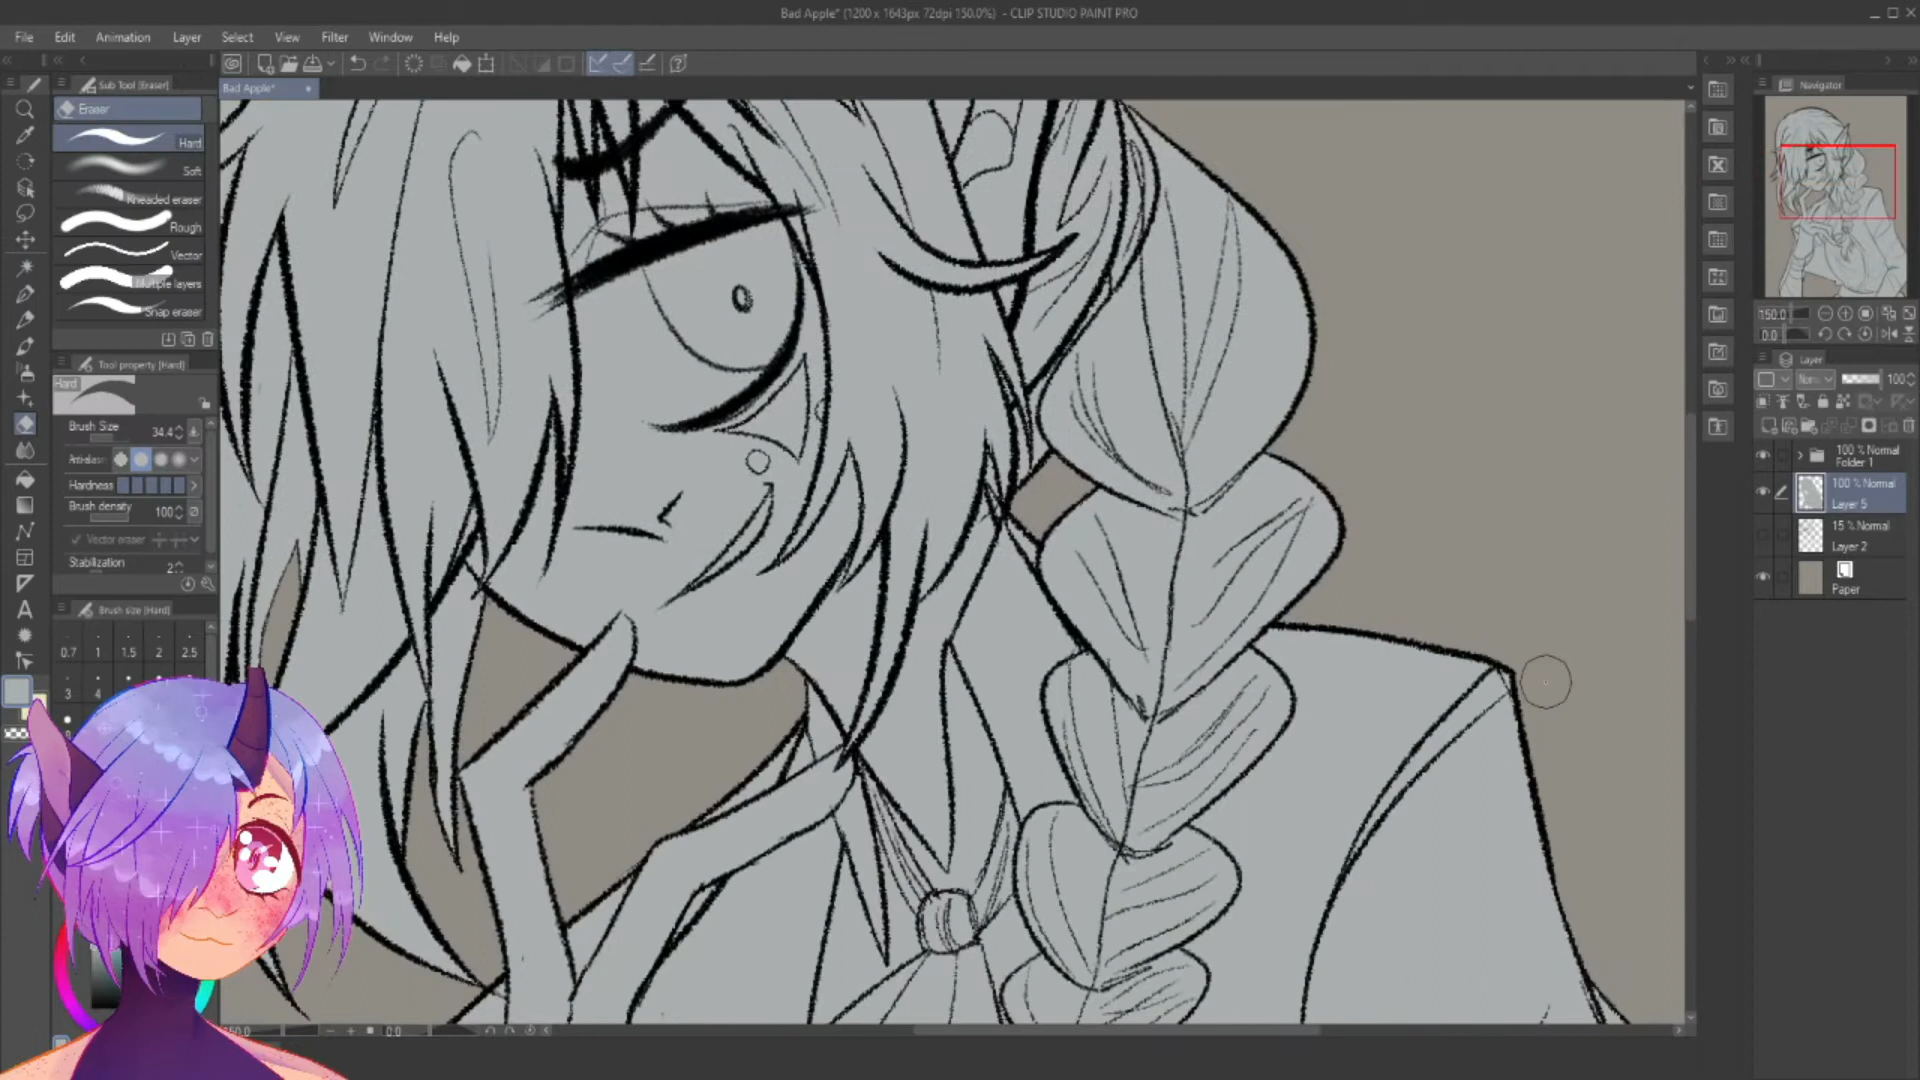 Bad Apple* (1200 x 1643px 72dpi 150.0%) - CLIP STUDIO PAINT PRO
File Edit Animation Layer Select View Filter Window Help
Sub Tool [Eraser]
Bad Apple*
Navigator
Eraser
Hard
Soft
Kneaded eraser
Rough
Vector
Multiple layers
Snap eraser
150.0
0.0
Tool property [Hard]
Layer
Hard
100
Brush Size 34.4
Hardness
100 % Normal
Folder 1
Brush density 100
100 % Normal
Layer 5
Vector eraser
15 % Normal
Layer 2
Stabilization 2
Paper
Brush size [Hard]
0.7 1 1.5 2 2.5
3 4
150.0 0.0